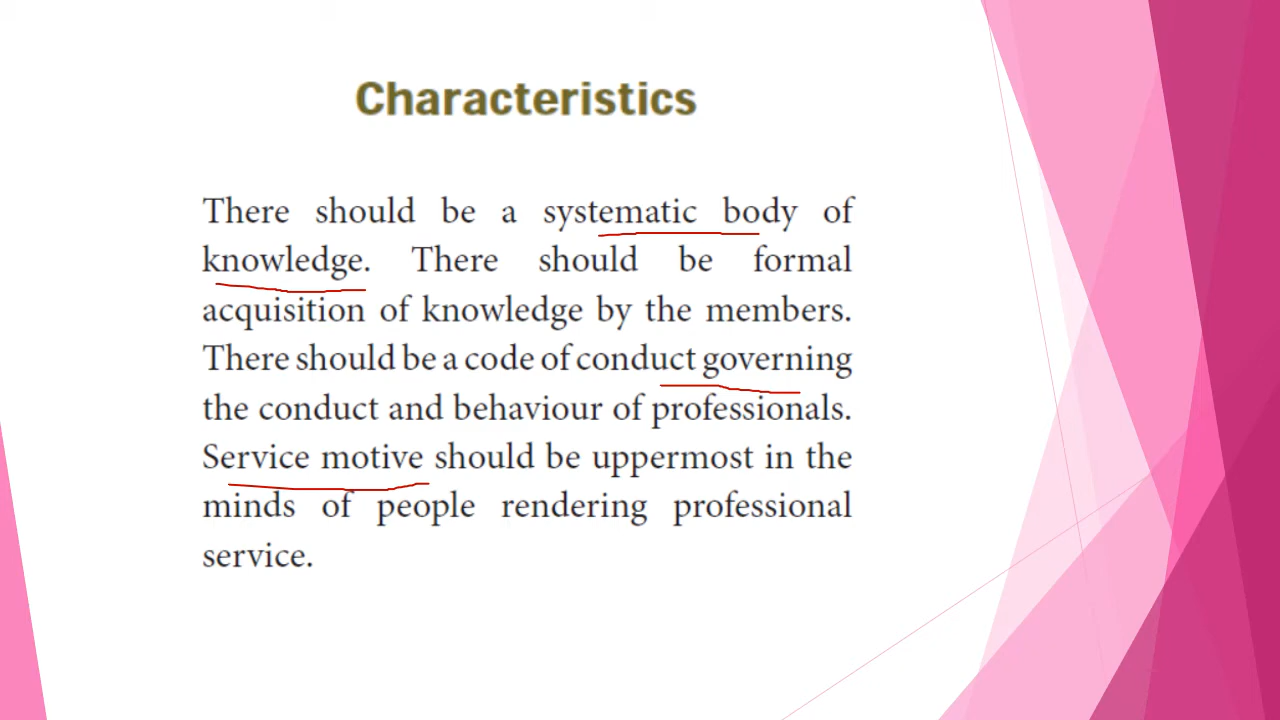 Characteristics
There should be a systematic body of
knowledge. There should be formal
acquisition of knowledge by the members.
There should be a code of conduct governing
the conduct and behaviour of professionals.
Service motive should be uppermost in the
minds of people rendering professional
service.